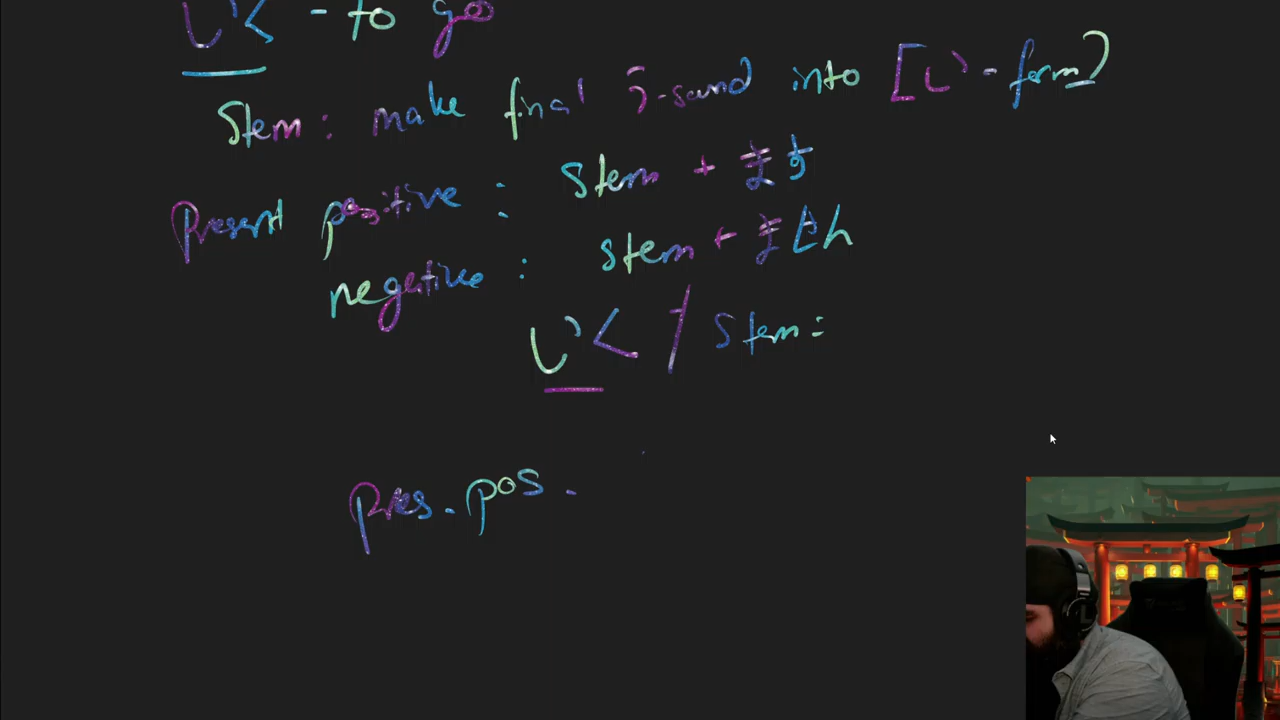 いく - to go
Stem: make final う-sound into [い-form]
Present positive: Stem + ます
negetive: stem + ません
いく / Stem:
pres. pos.